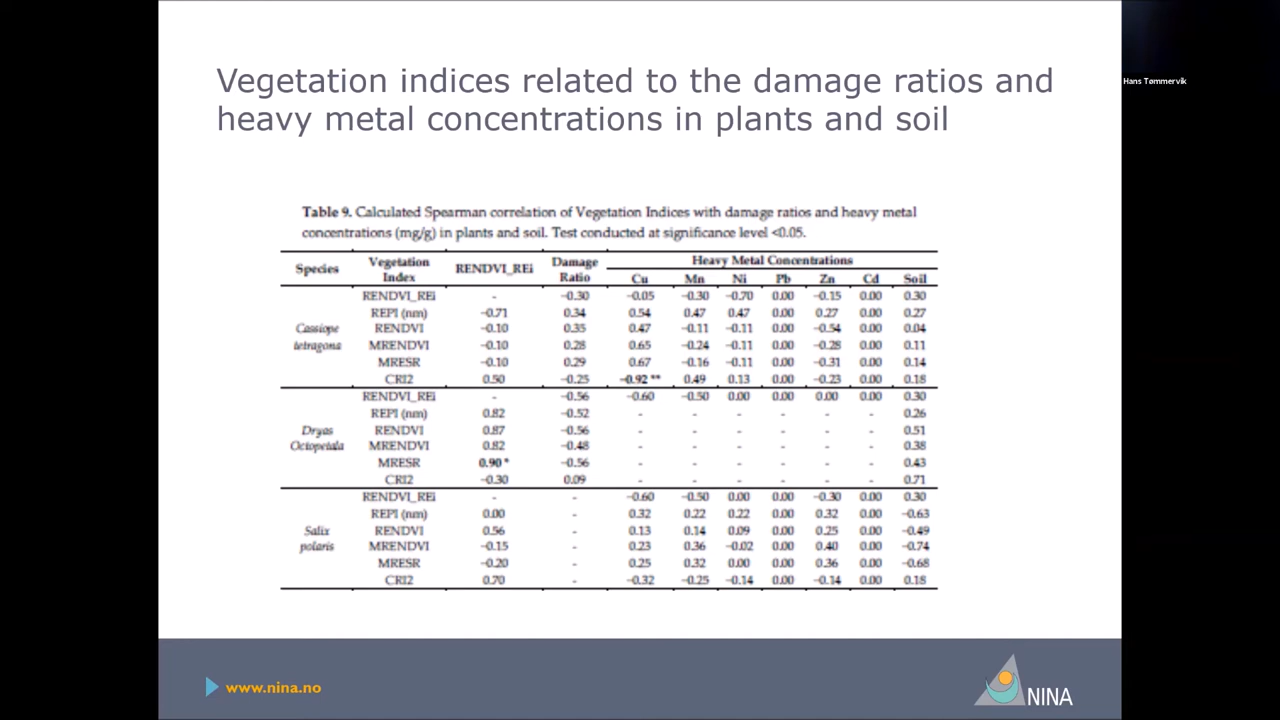 Vegetation indices related to the damage ratios and
heavy metal concentrations in plants and soil
Hans Tømmervik
Table 9. Calculated Spearman correlation of Vegetation Indices with damage ratios and heavy metal
concentrations (mg/g) in plants and soil. Test conducted at significance level <0.05.
Species Vegetation Index RENDVI_REi Damage Ratio Heavy Metal Concentrations
Cu Mn Ni Pb Zn Cd Soil
Cassiope tetragona
RENDVI_REi - −0.30 −0.05 −0.30 −0.70 0.00 −0.15 0.00 0.30
REPI (nm) −0.71 0.34 0.54 0.47 0.47 0.00 0.27 0.00 0.27
RENDVI −0.10 0.35 0.47 −0.11 −0.11 0.00 −0.54 0.00 0.04
MRENDVI −0.10 0.28 0.65 −0.24 −0.11 0.00 −0.28 0.00 0.11
MRESR −0.10 0.29 0.67 −0.16 −0.11 0.00 −0.31 0.00 0.14
CRI2 0.50 −0.25 −0.92 ** 0.49 0.13 0.00 −0.23 0.00 0.18
Dryas Octopetala
RENDVI_REi - −0.56 −0.60 −0.50 0.00 0.00 0.00 0.00 0.30
REPI (nm) 0.82 −0.52 - - - - - - 0.26
RENDVI 0.87 −0.56 - - - - - - 0.51
MRENDVI 0.82 −0.48 - - - - - - 0.38
MRESR 0.90 * −0.56 - - - - - - 0.43
CRI2 −0.30 0.09 - - - - - - 0.71
Salix polaris
RENDVI_REi - - −0.60 −0.50 0.00 0.00 −0.30 0.00 0.30
REPI (nm) 0.00 - 0.32 0.22 0.22 0.00 0.32 0.00 −0.63
RENDVI 0.56 - 0.13 0.14 0.09 0.00 0.25 0.00 −0.49
MRENDVI −0.15 - 0.23 0.36 −0.02 0.00 0.40 0.00 −0.74
MRESR −0.20 - 0.25 0.32 0.00 0.00 0.36 0.00 −0.68
CRI2 0.70 - −0.32 −0.25 −0.14 0.00 −0.14 0.00 0.18
www.nina.no
NINA